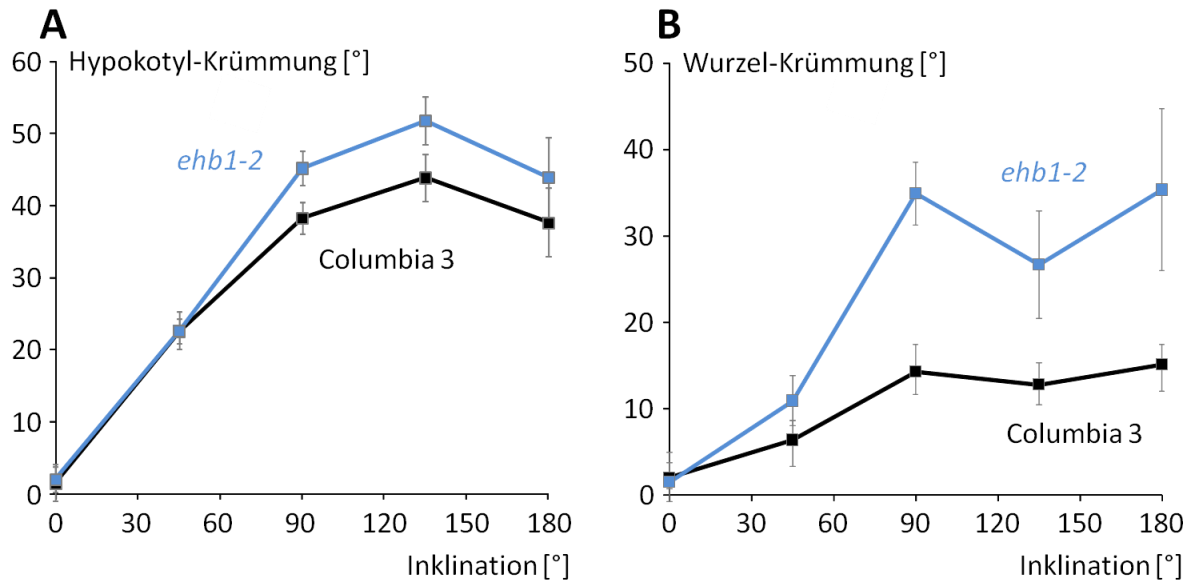 A
Hypokotyl-Krümmung [°]
60
50
40
30
20
10
0
ehb1-2
Columbia 3
0 30 60 90 120 150 180
Inklination [°]
B
Wurzel-Krümmung [°]
50
40
30
20
10
0
ehb1-2
Columbia 3
0 30 60 90 120 150 180
Inklination [°]